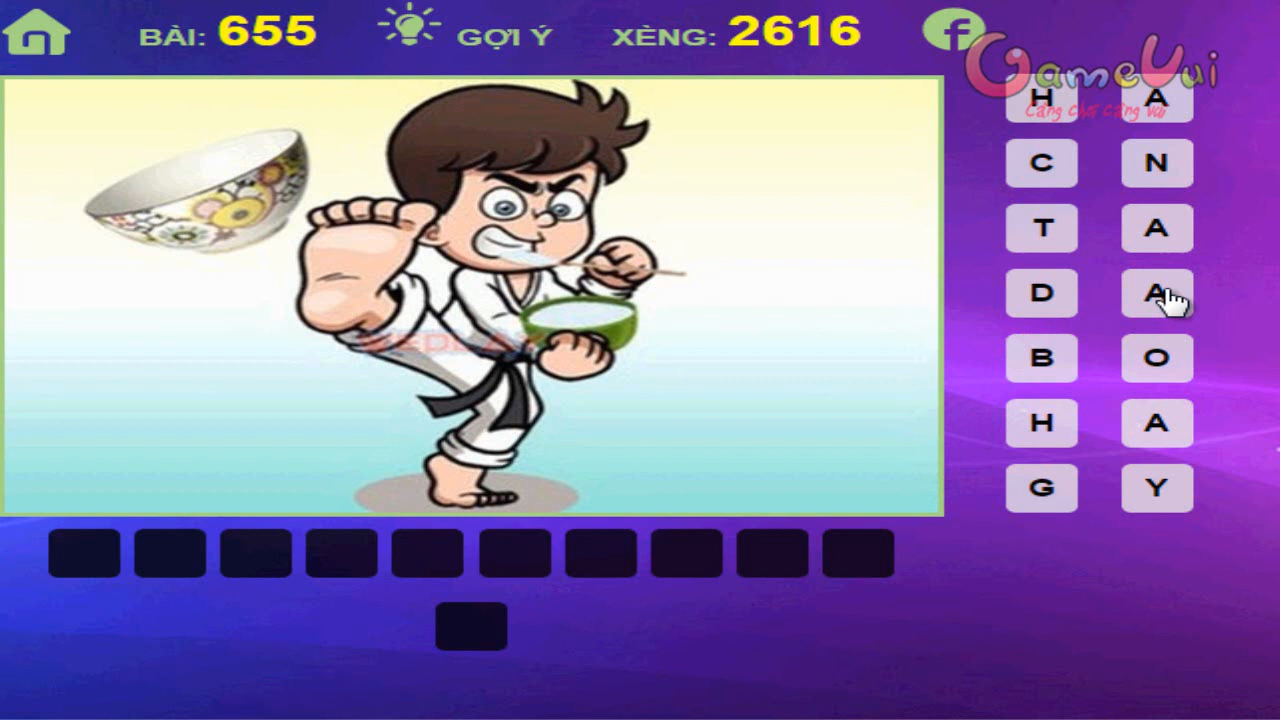 BÀI: 655 GỢI Ý XÈNG: 2616 f
GameVui
Càng chơi càng vui
H A
C N
T A
D A
B O
H A
G Y